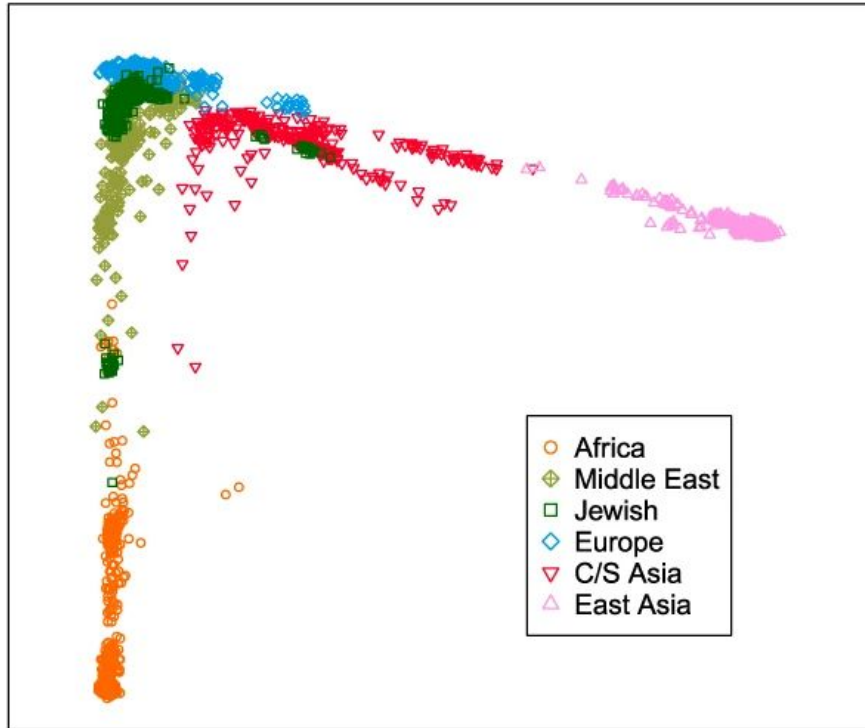 Africa
Middle East
Jewish
Europe
C/S Asia
East Asia